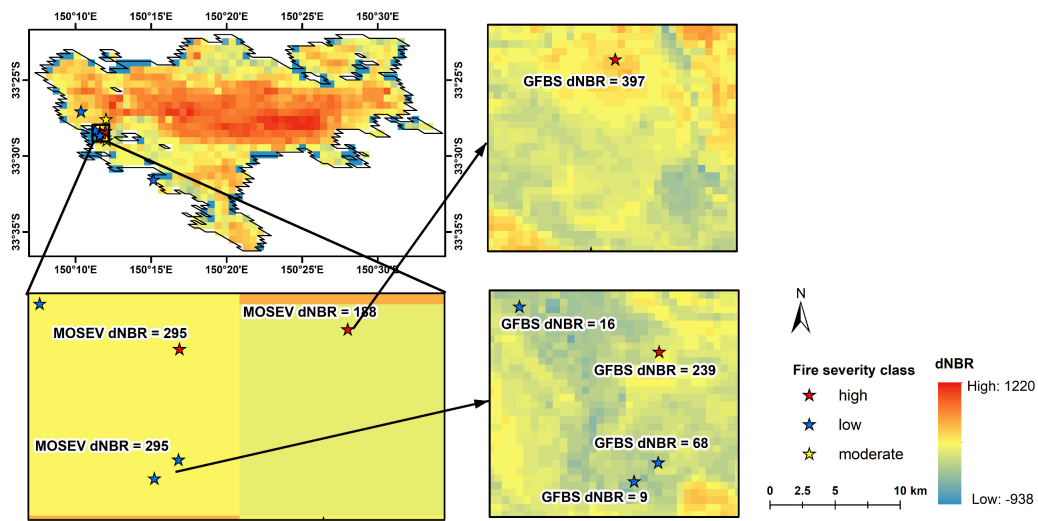 150°10'E 150°15'E 150°20'E 150°25'E 150°30'E
33°25'S
33°30'S
33°35'S
33°25'S
33°30'S
33°35'S
150°10'E 150°15'E 150°20'E 150°25'E 150°30'E
GFBS dNBR = 397
MOSEV dNBR = 188
MOSEV dNBR = 295
MOSEV dNBR = 295
GFBS dNBR = 16
GFBS dNBR = 239
GFBS dNBR = 68
GFBS dNBR = 9
N
Fire severity class
high
low
moderate
dNBR
High: 1220
Low: -938
0 2.5 5 10 km